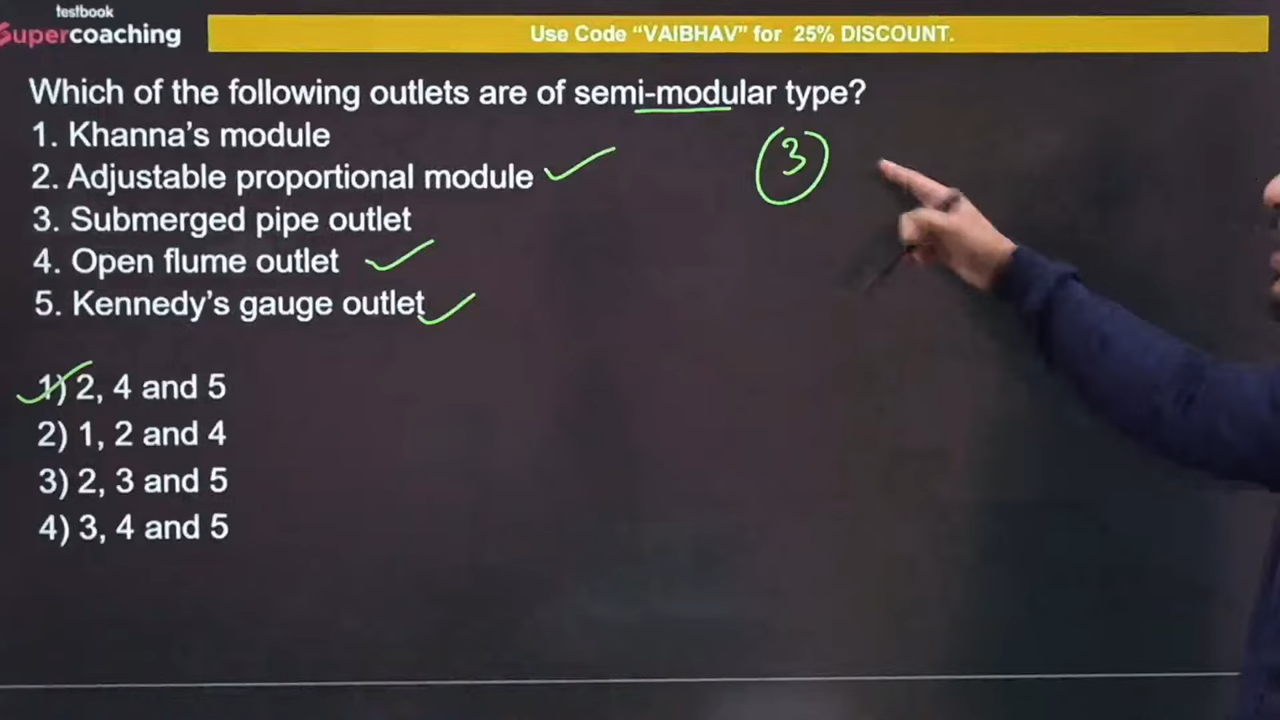 testbook
Supercoaching
Use Code “VAIBHAV” for 25% DISCOUNT.
Which of the following outlets are of semi-modular type?
1. Khanna’s module
3
2. Adjustable proportional module
3. Submerged pipe outlet
4. Open flume outlet
5. Kennedy’s gauge outlet
1) 2, 4 and 5
2) 1, 2 and 4
3) 2, 3 and 5
4) 3, 4 and 5